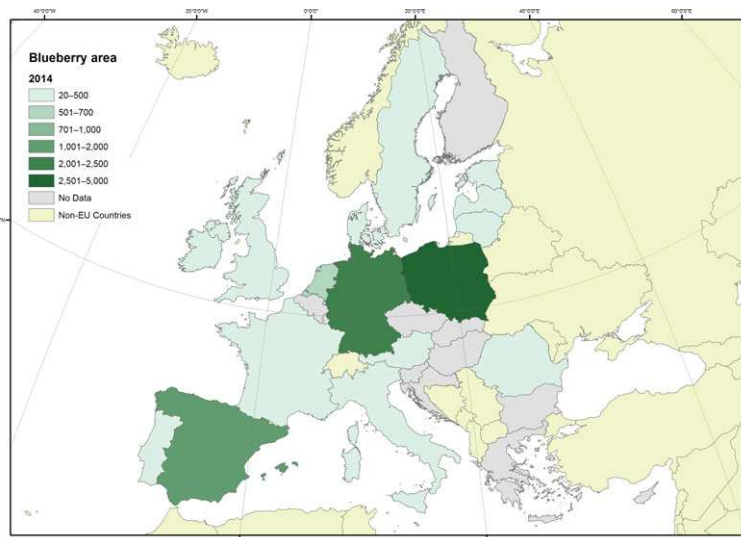 40°0'0"W
20°0'0"W
0°0'0"
20°0'0"E
40°0'0"E
60°0'0"E
Blueberry area
2014
20–500
501–700
701–1,000
1,001–2,000
2,001–2,500
2,501–5,000
No Data
Non-EU Countries